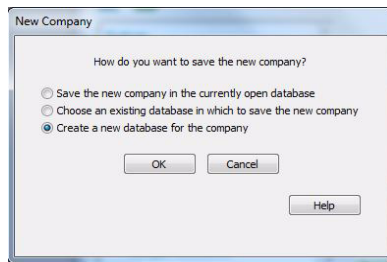 New Company
How do you want to save the new company?
Save the new company in the currently open database
Choose an existing database in which to save the new company
Create a new database for the company
OK Cancel
Help